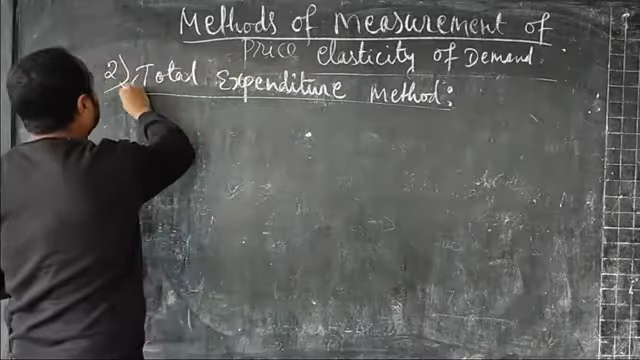 Methods of Measurement of
Price Elasticity of Demand.
2) Total Expenditure Method: